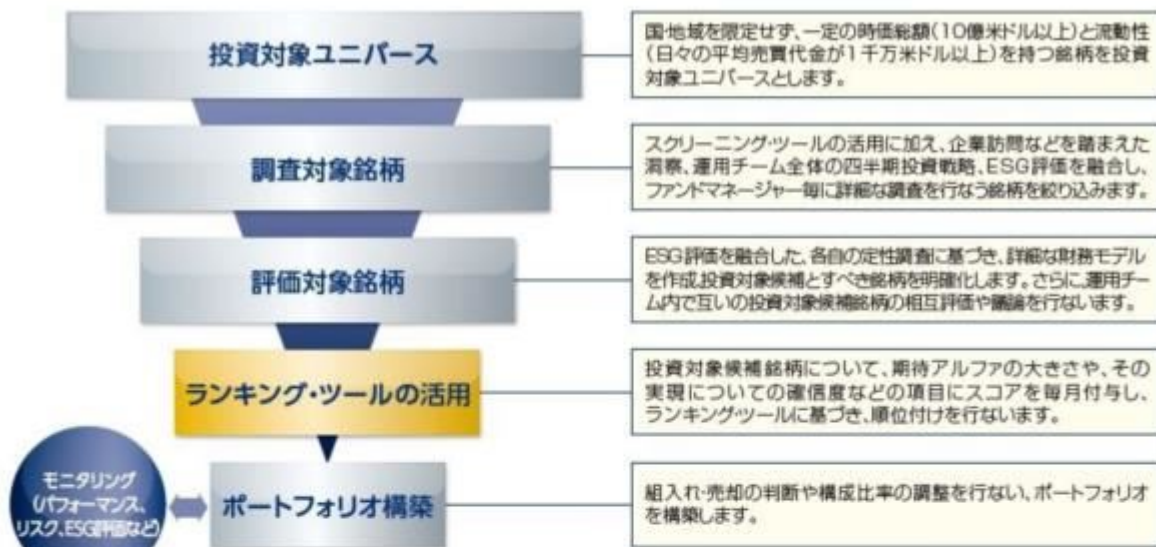 投資対象ユニバース
国・地域を限定せず、一定の時価総額(10億米ドル以上)と流動性
(日々の平均売買代金が1千万米ドル以上)を持つ銘柄を投資
対象ユニバースとします。
調査対象銘柄
スクリーニング・ツールの活用に加え、企業訪問などを踏まえた
洞察、運用チーム全体の四半期投資戦略、ESG評価を融合し、
ファンドマネージャー毎に詳細な調査を行なう銘柄を絞り込みます。
評価対象銘柄
ESG評価を融合した、各自の定性調査に基づき、詳細な財務モデル
を作成、投資対象候補とすべき銘柄を明確化します。さらに、運用チー
ム内で互いの投資対象候補銘柄の相互評価や議論を行ないます。
ランキング・ツールの活用
投資対象候補銘柄について、期待アルファの大きさや、その
実現についての確信度などの項目にスコアを毎月付与し、
ランキング・ツールに基づき、順位付けを行ないます。
モニタリング
(パフォーマンス、
リスク、ESG評価など)
ポートフォリオ構築
組入れ・売却の判断や構成比率の調整を行ない、ポートフォリオ
を構築します。